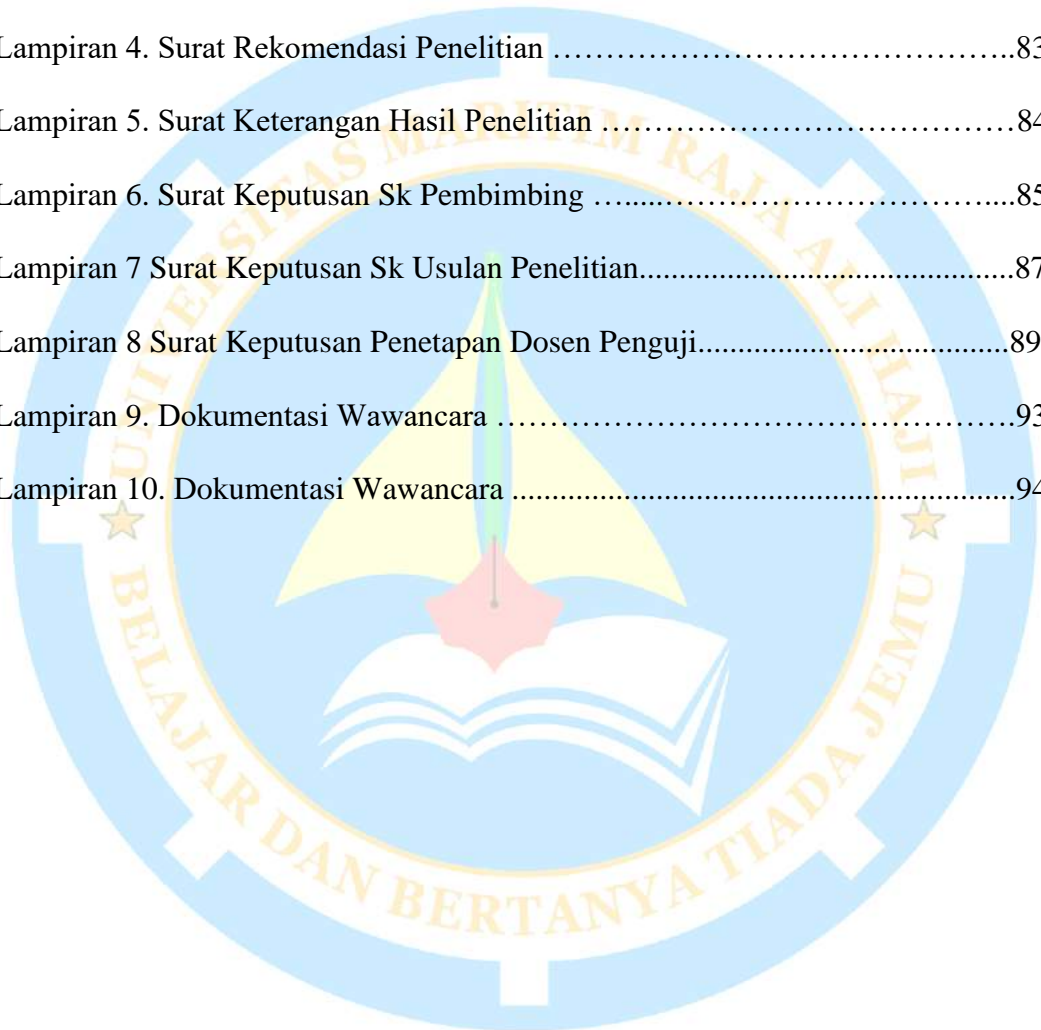 Lampiran 4. Surat Rekomendasi Penelitian …………………………………..83
Lampiran 5. Surat Keterangan Hasil Penelitian ………………………………84
Lampiran 6. Surat Keputusan Sk Pembimbing …......…………………………....85
Lampiran 7 Surat Keputusan Sk Usulan Penelitian...............................................87
Lampiran 8 Surat Keputusan Penetapan Dosen Penguji.......................................89
Lampiran 9. Dokumentasi Wawancara …………………………………………….93
Lampiran 10. Dokumentasi Wawancara ...............................................................94
UNIVERSITAS MARITIM RAJA ALI HAJI
BELAJAR DAN BERTANYA TIADA JEMU